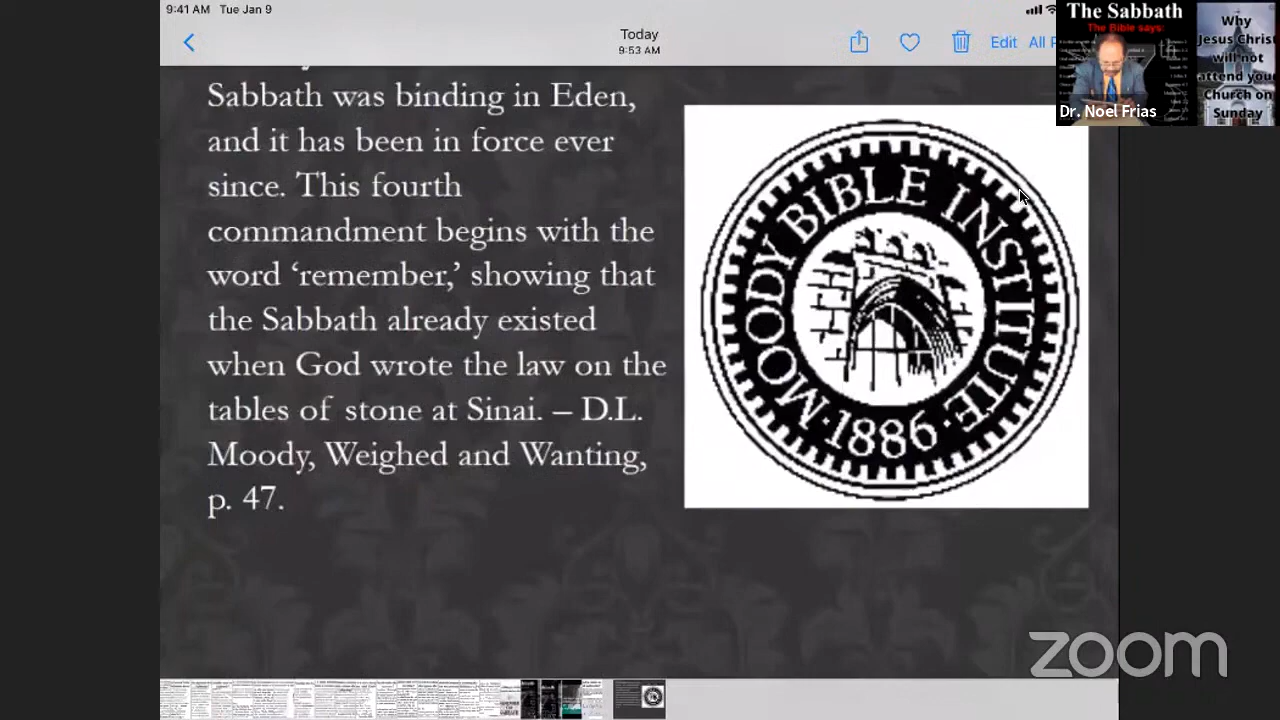 9:41 AM Tue Jan 9
Today
9:53 AM
Edit
All
Sabbath was binding in Eden,
and it has been in force ever
since. This fourth
commandment begins with the
word ‘remember,’ showing that
the Sabbath already existed
when God wrote the law on the
tables of stone at Sinai. – D.L.
Moody, Weighed and Wanting,
p. 47.
MOODY BIBLE INSTITUTE
·1886·
The Sabbath
The Bible says:
Dr. Noel Frias
Why
Jesus Christ
will not
attend your
Church on
Sunday
zoom